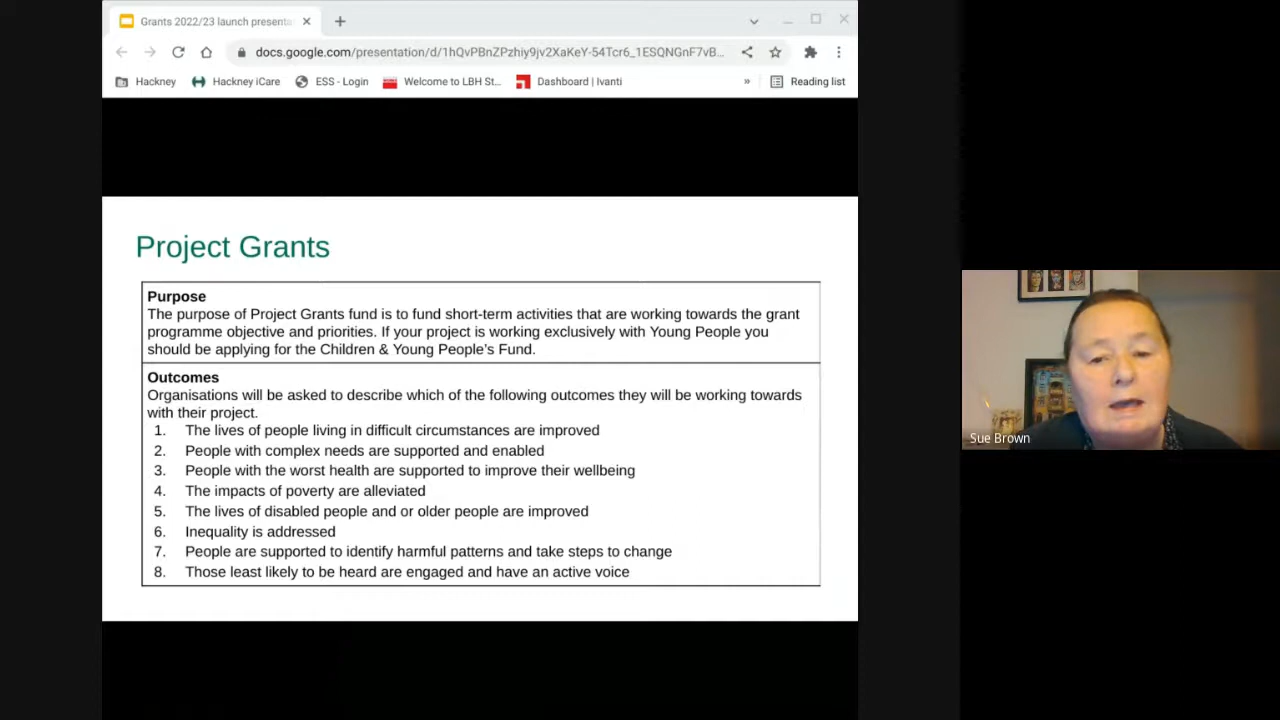 Grants 2022/23 launch presenta
docs.google.com/presentation/d/1hQvPBnZPzhiy9jv2XaKeY-54Tcr6_1ESQNGnF7vB...
Hackney
Hackney iCare
ESS - Login
Welcome to LBH St...
Dashboard | Ivanti
»
Reading list
Project Grants
Purpose
The purpose of Project Grants fund is to fund short-term activities that are working towards the grant
programme objective and priorities. If your project is working exclusively with Young People you
should be applying for the Children & Young People's Fund.
Outcomes
Organisations will be asked to describe which of the following outcomes they will be working towards
with their project.
1. The lives of people living in difficult circumstances are improved
2. People with complex needs are supported and enabled
3. People with the worst health are supported to improve their wellbeing
4. The impacts of poverty are alleviated
5. The lives of disabled people and or older people are improved
6. Inequality is addressed
7. People are supported to identify harmful patterns and take steps to change
8. Those least likely to be heard are engaged and have an active voice
Sue Brown